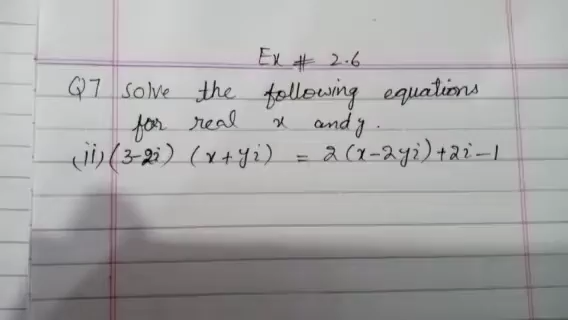 Ex # 2.6
Q7 solve the following equations
for real x and y.
(ii) (3-2i) (x+yi) = 2(x-2yi)+2i-1